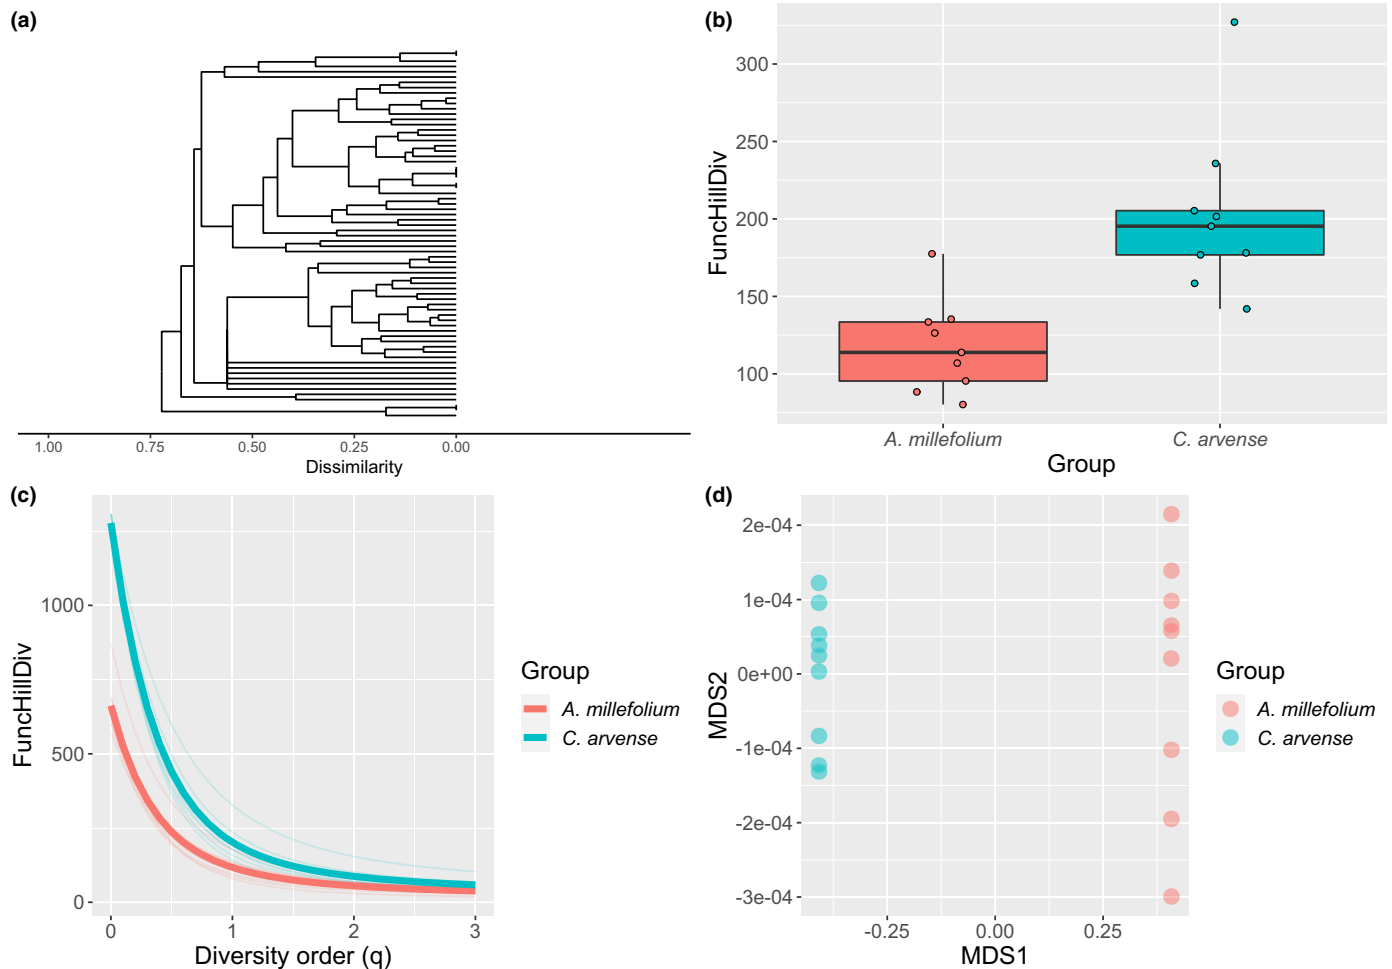 (a)
1.00 0.75 0.50 0.25 0.00
Dissimilarity
(b)
FuncHillDiv
300
250
200
150
100
A. millefolium C. arvense
Group
(c)
FuncHillDiv
1000
500
0
0 1 2 3
Diversity order (q)
Group
A. millefolium
C. arvense
(d)
MDS2
2e-04
1e-04
0e+00
-1e-04
-2e-04
-3e-04
-0.25 0.00 0.25
MDS1
Group
A. millefolium
C. arvense